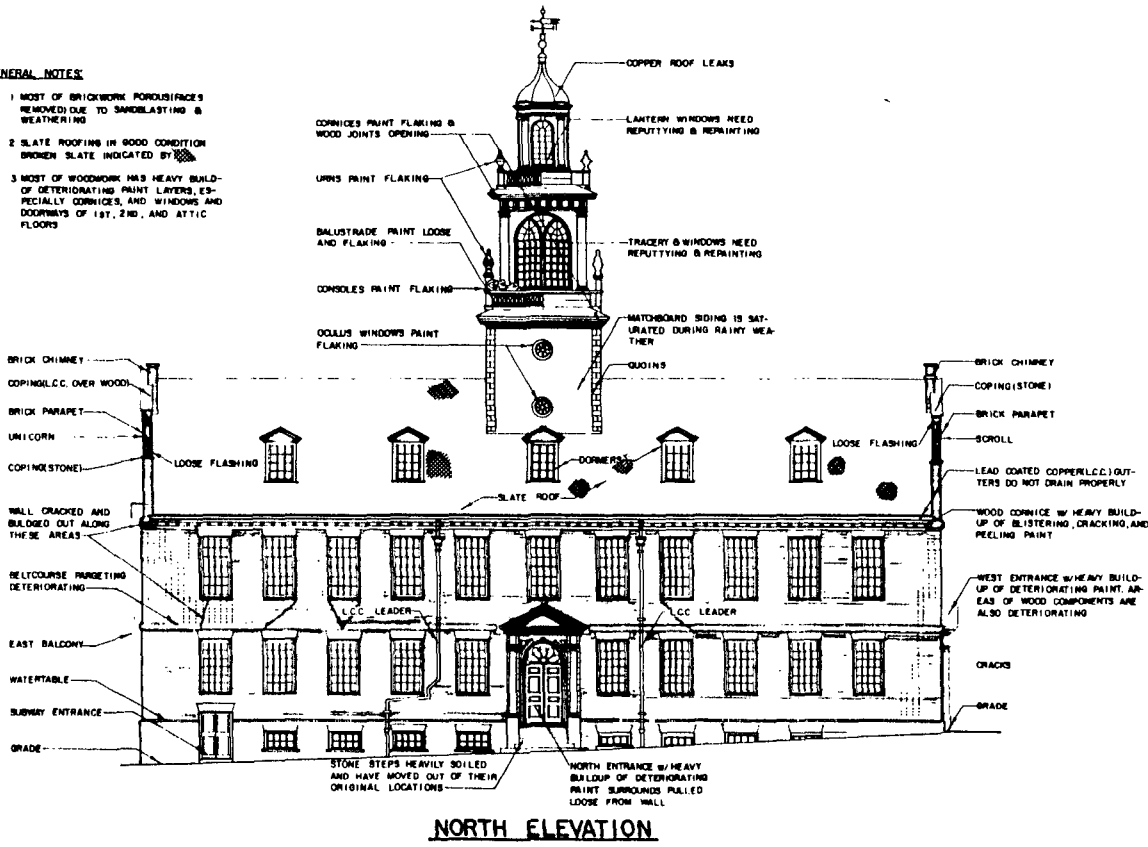 NERAL NOTES:
1 MOST OF BRICKWORK POROUS(FACES
REMOVED) DUE TO SANDBLASTING &
WEATHERING
2 SLATE ROOFING IN GOOD CONDITION
BROKEN SLATE INDICATED BY
3 MOST OF WOODWORK HAS HEAVY BUILD-
OF DETERIORATING PAINT LAYERS, ES-
PECIALLY CORNICES, AND WINDOWS AND
DOORWAYS OF 1ST, 2ND, AND ATTIC
FLOORS
COPPER ROOF LEAKS
CORNICES PAINT FLAKING &
WOOD JOINTS OPENING
LANTERN WINDOWS NEED
REPUTTYING & REPAINTING
URNS PAINT FLAKING
BALUSTRADE PAINT LOOSE
AND FLAKING
TRACERY & WINDOWS NEED
REPUTTYING & REPAINTING
CONSOLES PAINT FLAKING
OCULUS WINDOWS PAINT
FLAKING
MATCHBOARD SIDING IS SAT-
URATED DURING RAINY WEA-
THER
QUOINS
BRICK CHIMNEY
COPING(L.C.C. OVER WOOD)
BRICK PARAPET
UNICORN
LOOSE FLASHING
COPING(STONE)
WALL CRACKED AND
BULDGED OUT ALONG
THESE AREAS
BELTCOURSE PARGETING
DETERIORATING
EAST BALCONY
WATERTABLE
SUBWAY ENTRANCE
GRADE
DORMERS
SLATE ROOF
L.C.C LEADER
L.C.C LEADER
BRICK CHIMNEY
COPING(STONE)
BRICK PARAPET
LOOSE FLASHING
SCROLL
LEAD COATED COPPER(L.C.C.) GUT-
TERS DO NOT DRAIN PROPERLY
WOOD CORNICE W/ HEAVY BUILD-
UP OF BLISTERING, CRACKING, AND
PEELING PAINT
WEST ENTRANCE W/HEAVY BUILD-
UP OF DETERIORATING PAINT. AR-
EAS OF WOOD COMPONENTS ARE
ALSO DETERIORATING
CRACKS
GRADE
STONE STEPS HEAVILY SOILED
AND HAVE MOVED OUT OF THEIR
ORIGINAL LOCATIONS
NORTH ENTRANCE W/HEAVY
BUILDUP OF DETERIORATING
PAINT SURROUNDS PULLED
LOOSE FROM WALL
NORTH ELEVATION